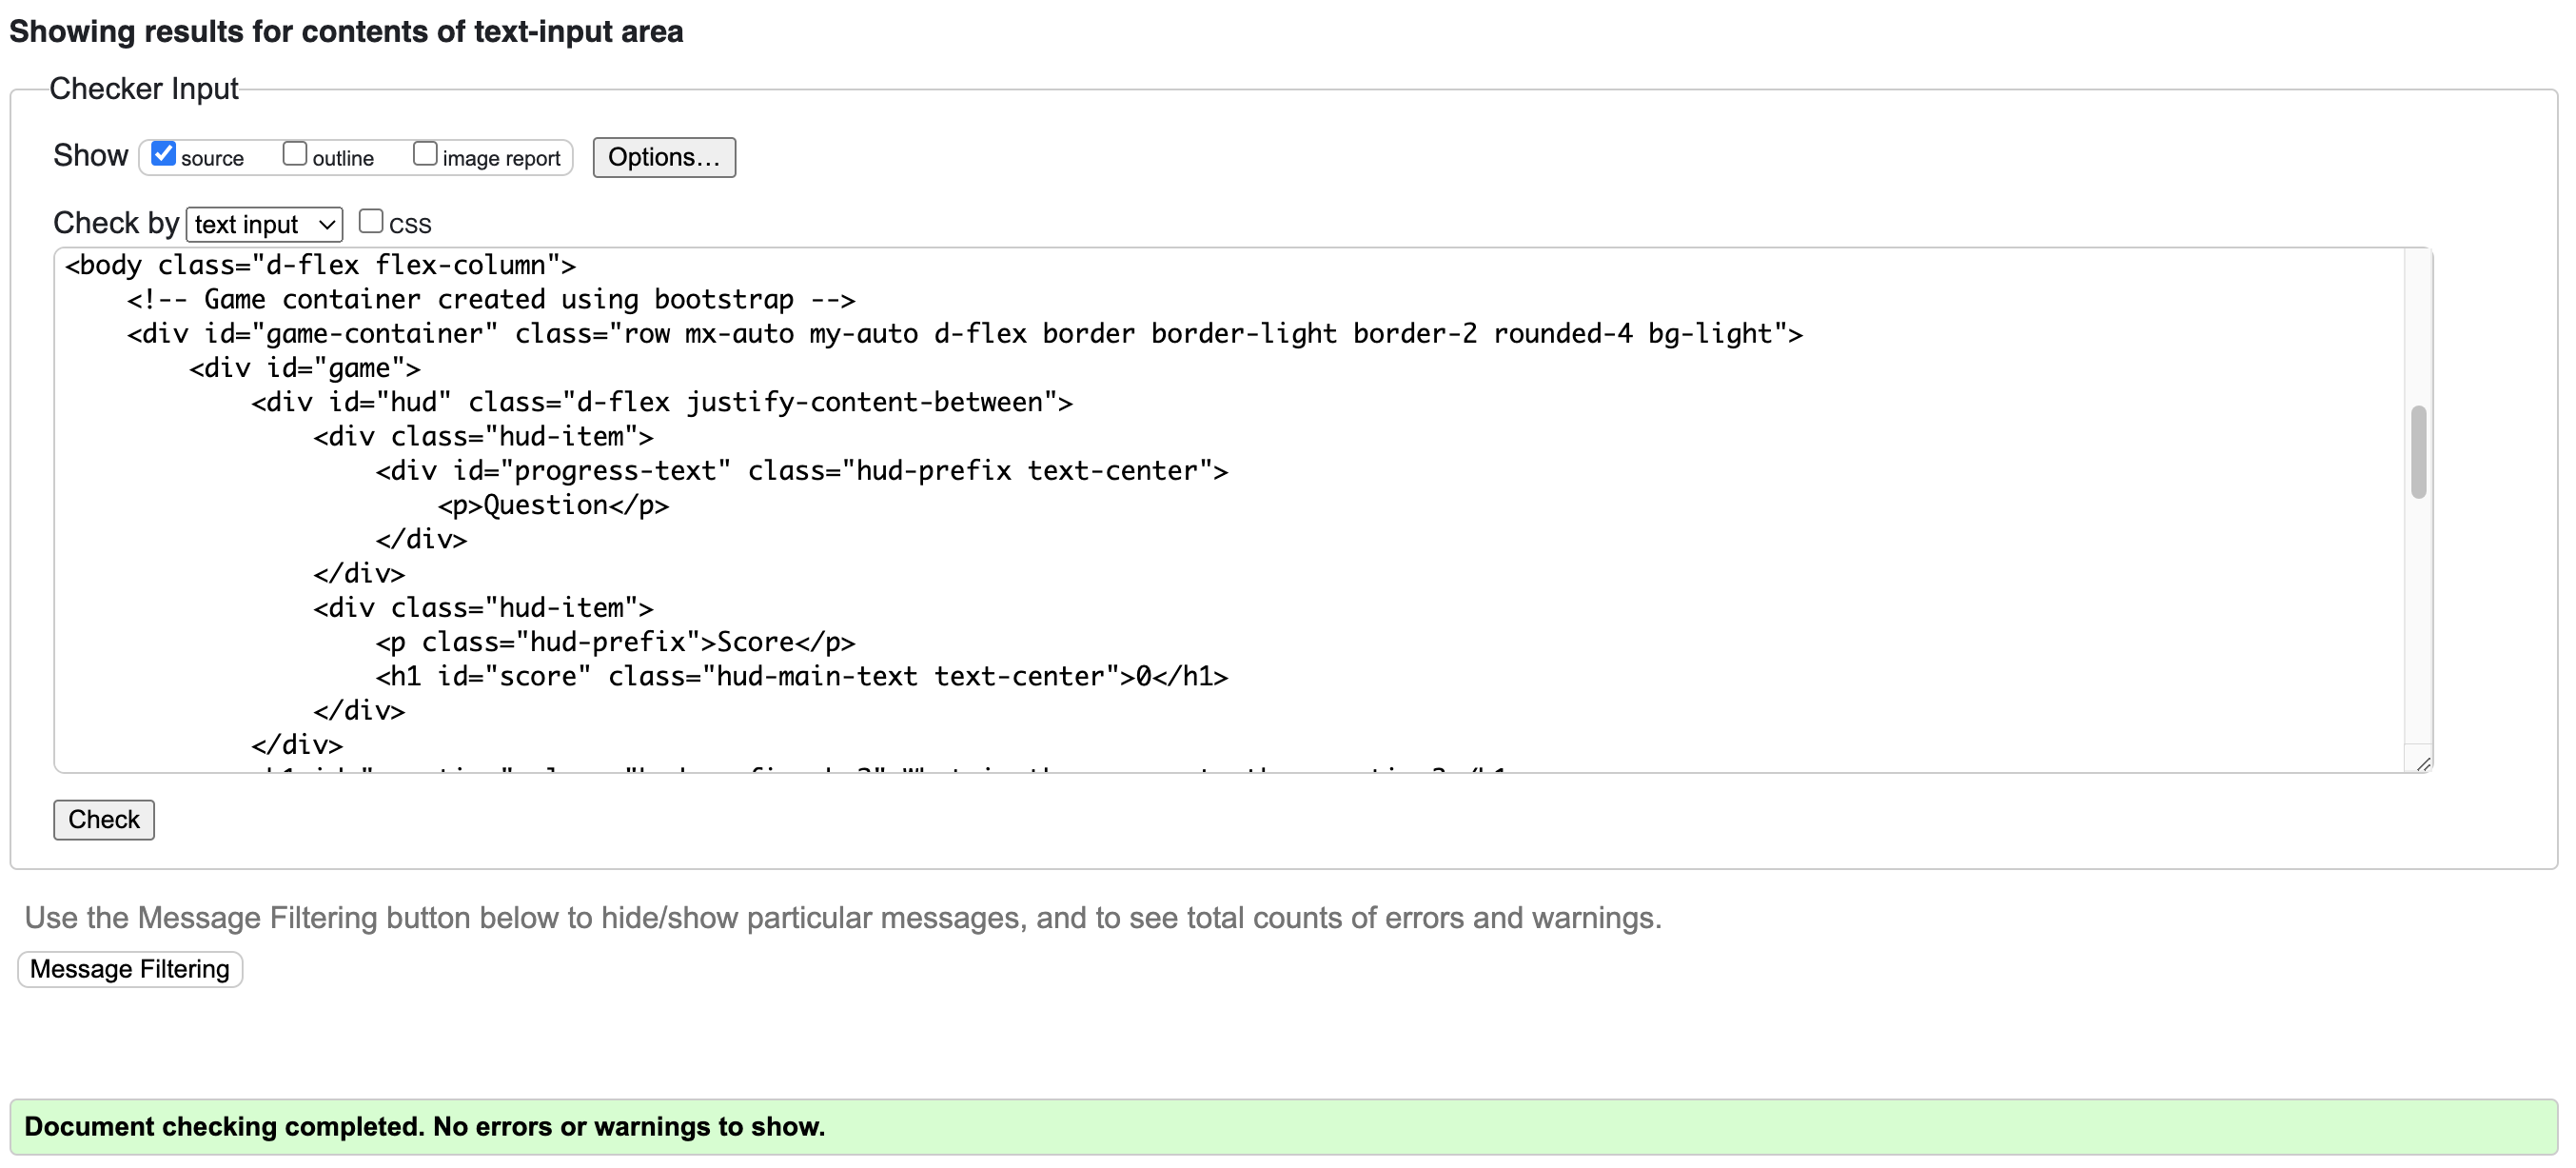 Showing results for contents of text-input area
Checker Input
Show source outline image report Options...
Check by text input CSS
<body class="d-flex flex-column">
<!-- Game container created using bootstrap -->
<div id="game-container" class="row mx-auto my-auto d-flex border border-light border-2 rounded-4 bg-light">
<div id="game">
<div id="hud" class="d-flex justify-content-between">
<div class="hud-item">
<div id="progress-text" class="hud-prefix text-center">
<p>Question</p>
</div>
</div>
<div class="hud-item">
<p class="hud-prefix">Score</p>
<h1 id="score" class="hud-main-text text-center">0</h1>
</div>
</div>
Check
Use the Message Filtering button below to hide/show particular messages, and to see total counts of errors and warnings.
Message Filtering
Document checking completed. No errors or warnings to show.